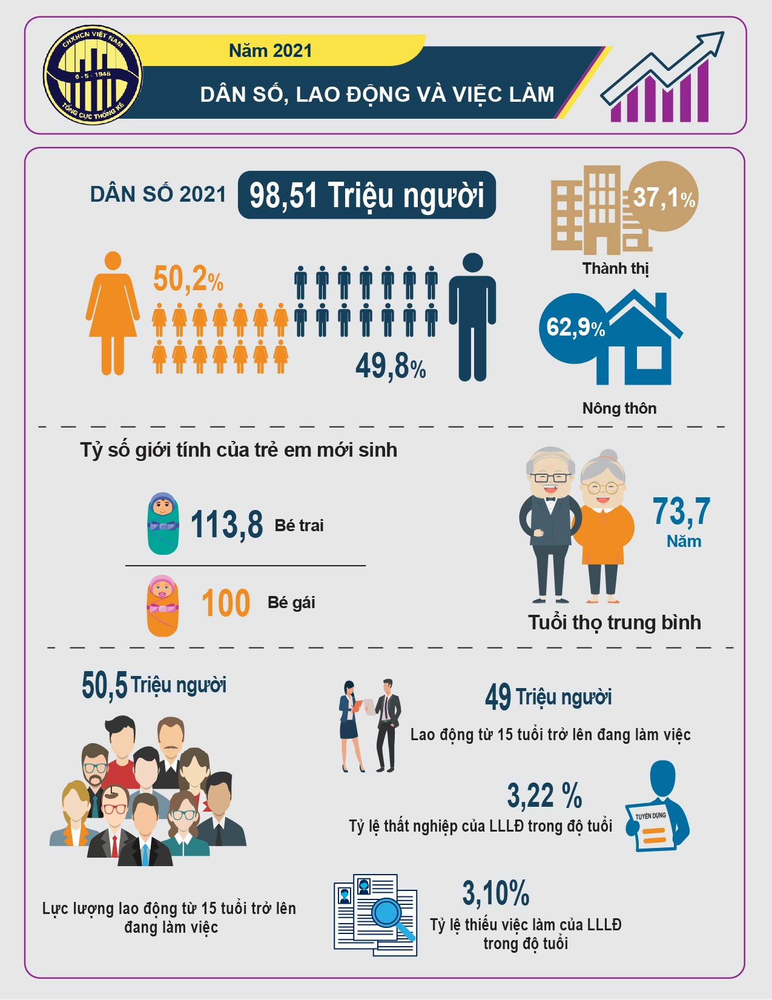 CHXHCN VIỆT NAM
6 - 5 - 1946
TỔNG CỤC THỐNG KÊ
Năm 2021
DÂN SỐ, LAO ĐỘNG VÀ VIỆC LÀM
DÂN SỐ 2021
98,51 Triệu người
37,1%
Thành thị
50,2%
49,8%
62,9%
Nông thôn
Tỷ số giới tính của trẻ em mới sinh
113,8 Bé trai
100 Bé gái
73,7
Năm
Tuổi thọ trung bình
50,5 Triệu người
Lực lượng lao động từ 15 tuổi trở lên
đang làm việc
49 Triệu người
Lao động từ 15 tuổi trở lên đang làm việc
3,22 %
Tỷ lệ thất nghiệp của LLLĐ trong độ tuổi
TUYỂN DỤNG
3,10%
Tỷ lệ thiếu việc làm của LLLĐ
trong độ tuổi